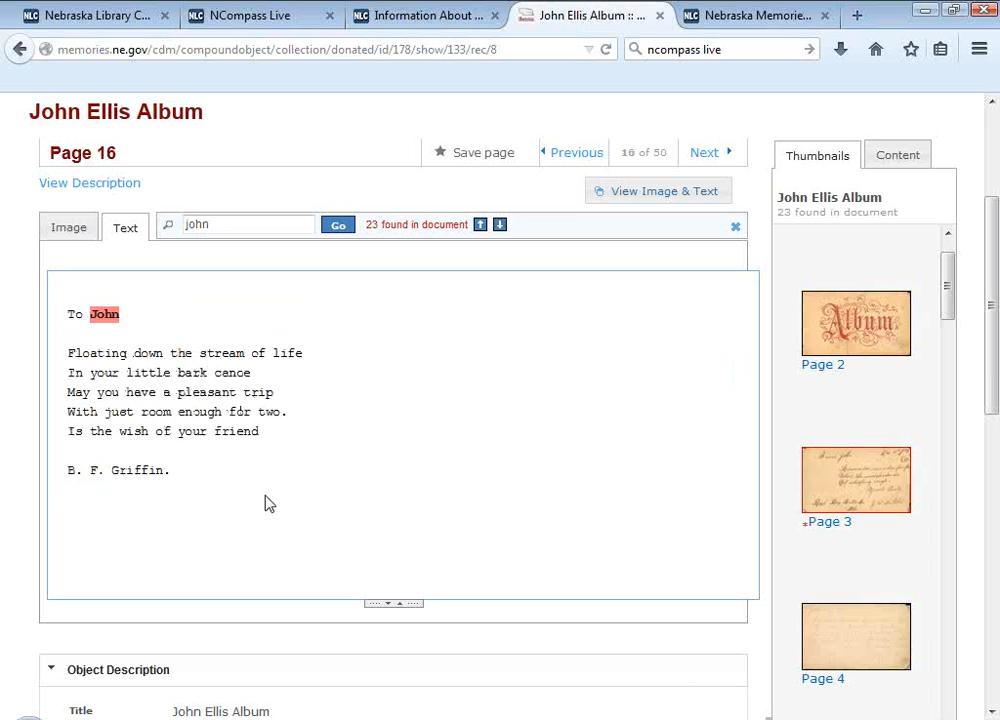 Nebraska Library C... ×
NCompass Live ×
Information About ... ×
John Ellis Album :: ... ×
Nebraska Memorie... ×
memories.ne.gov/cdm/compoundobject/collection/donated/id/178/show/133/rec/8
ncompass live
John Ellis Album
Page 16
Save page
Previous
16 of 50
Next
View Description
View Image & Text
Image
Text
john
Go
23 found in document
To John
Floating down the stream of life
In your little bark canoe
May you have a pleasant trip
With just room enough for two.
Is the wish of your friend
B. F. Griffin.
Object Description
Title John Ellis Album
Thumbnails
Content
John Ellis Album
23 found in document
Album
Page 2
*Page 3
Page 4